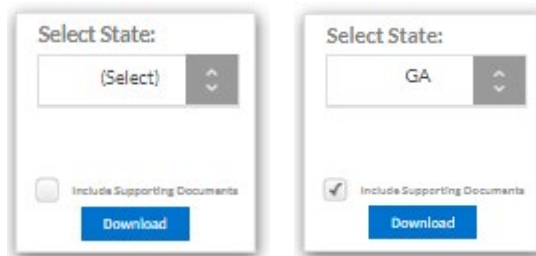 Select State:
(Select)
Include Supporting Documents
Download
Select State:
GA
Include Supporting Documents
Download